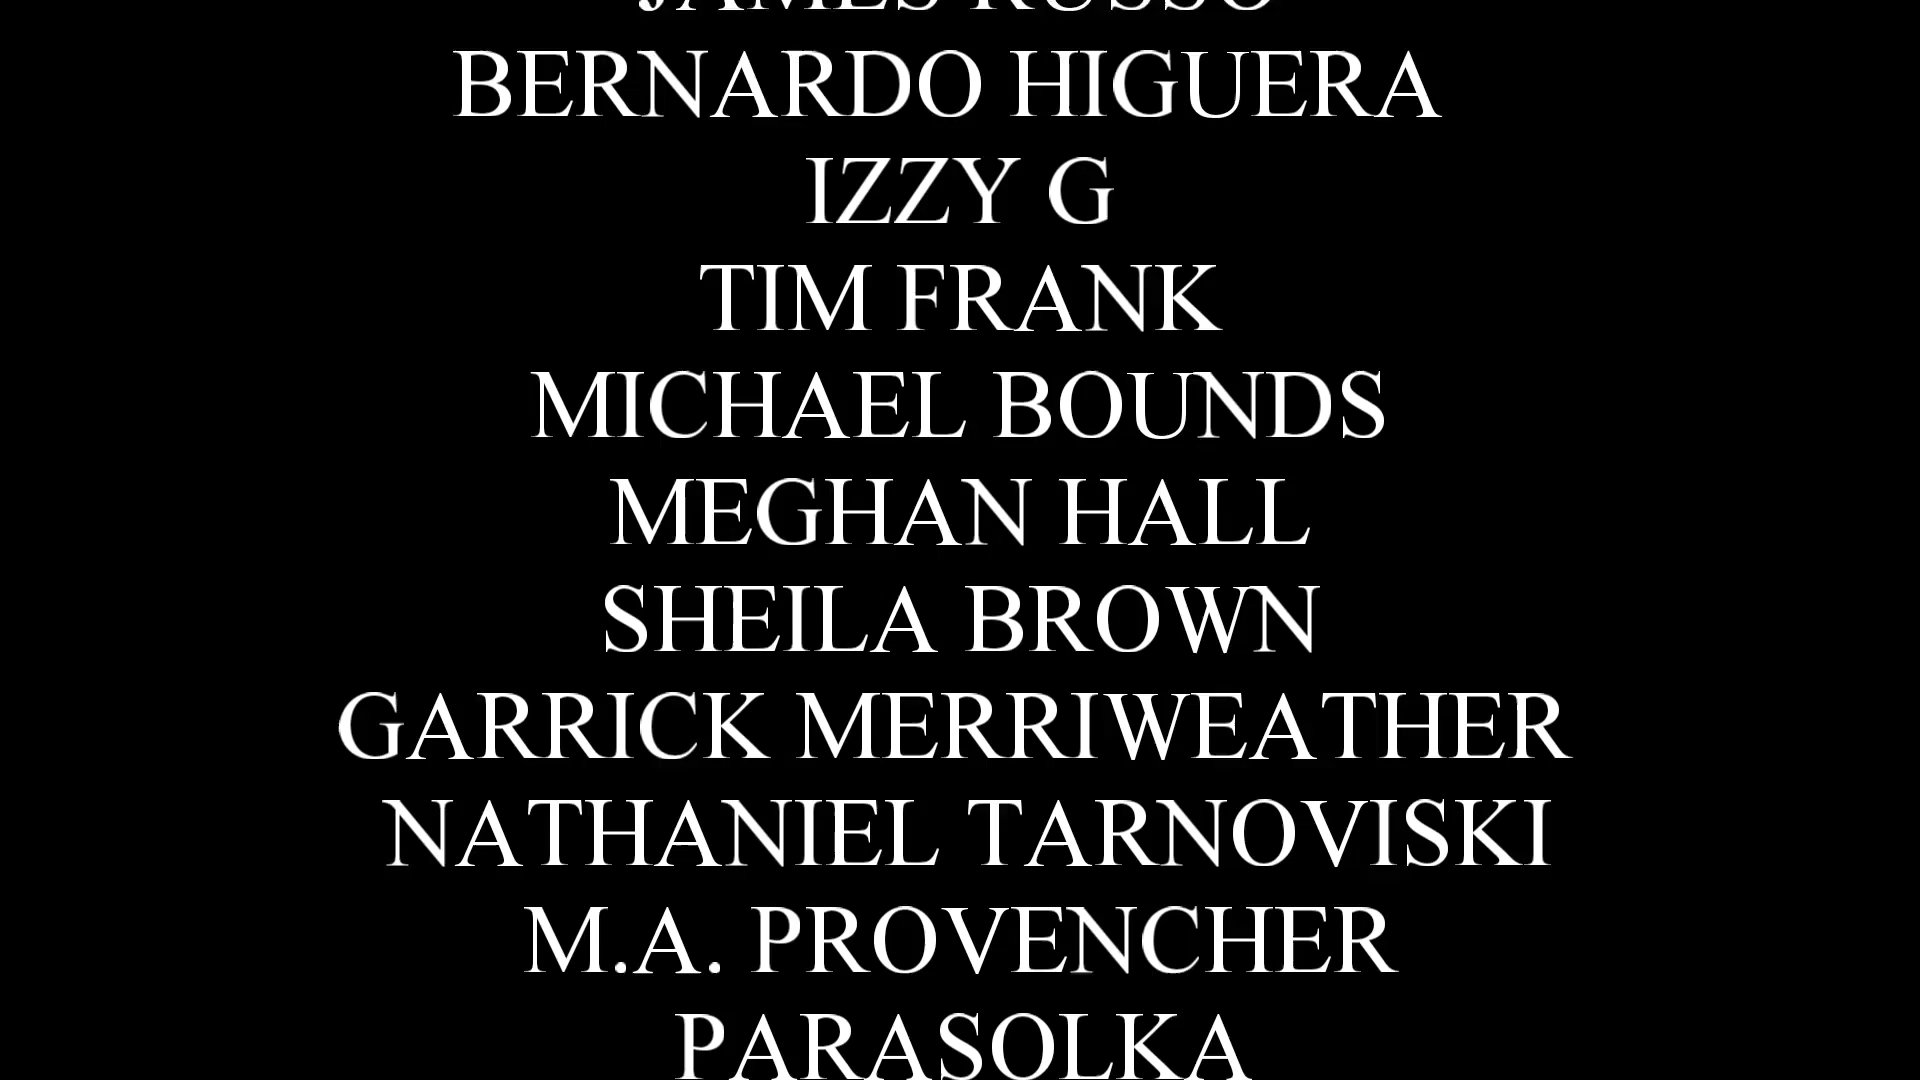 JAMES RUSSO
BERNARDO HIGUERA
IZZY G
TIM FRANK
MICHAEL BOUNDS
MEGHAN HALL
SHEILA BROWN
GARRICK MERRIWEATHER
NATHANIEL TARNOVISKI
M.A. PROVENCHER
PARASOLKA